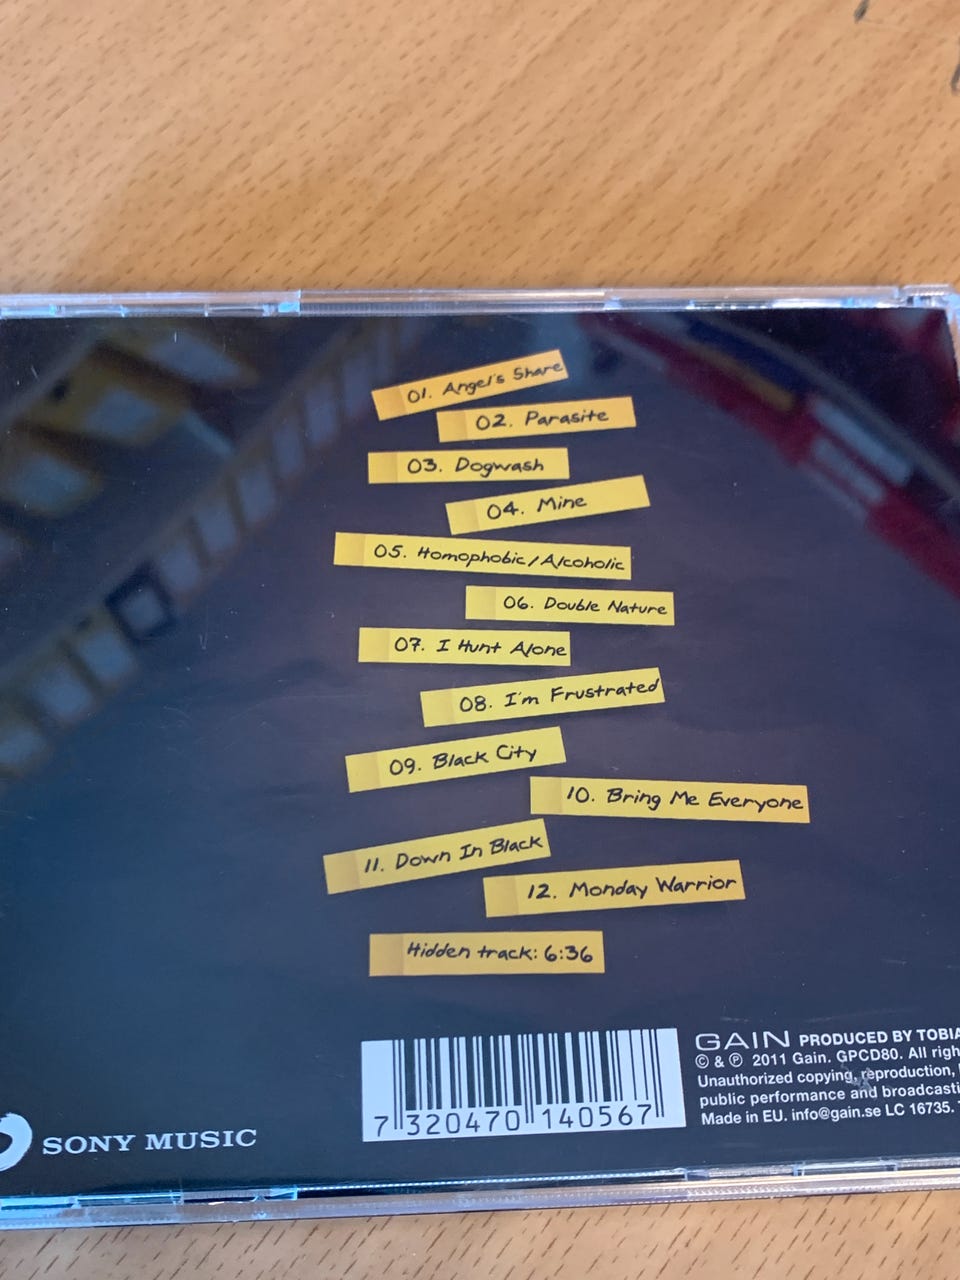 01. Angel's Share
02. Parasite
03. Dogwash
04. Mine
05. Homophobic/Alcoholic
06. Double Nature
07. I Hunt Alone
08. I'm Frustrated
09. Black City
10. Bring Me Everyone
11. Down In Black
12. Monday Warrior
Hidden track: 6:36
7 320470 140567
GAIN PRODUCED BY TOBIA
© & ℗ 2011 Gain. GPCD80. All righ
Unauthorized copying, reproduction,
public performance and broadcasti
Made in EU. info@gain.se LC 16735.
SONY MUSIC